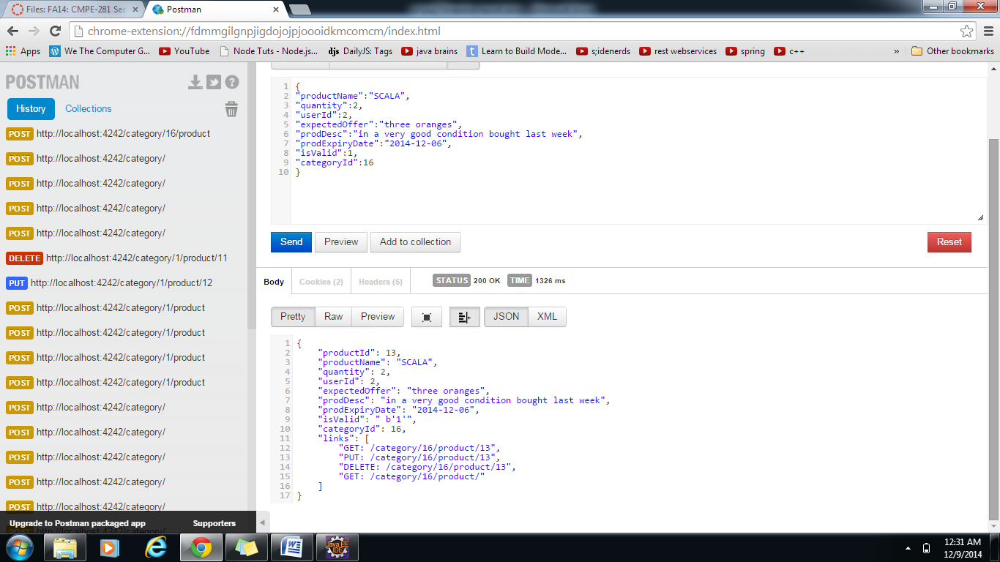 Files: FA14: CMPE-281 Sec
Postman
chrome-extension://fdmmgilgnpjigdojojpjoooidkmcomcm/index.html
Apps We The Computer G... YouTube Node Tuts - Node.js... djs DailyJS: Tags java brains t Learn to Build Mode... s;idenerds rest webservices spring c++ » Other bookmarks
POSTMAN
History Collections
POST http://localhost:4242/category/16/product
POST http://localhost:4242/category/
POST http://localhost:4242/category/
POST http://localhost:4242/category/
POST http://localhost:4242/category/
DELETE http://localhost:4242/category/1/product/11
PUT http://localhost:4242/category/1/product/12
POST http://localhost:4242/category/1/product
POST http://localhost:4242/category/1/product
POST http://localhost:4242/category/1/product
POST http://localhost:4242/category/1/product
POST http://localhost:4242/category/
POST http://localhost:4242/category/
POST http://localhost:4242/category/
POST http://localhost:4242/category/
POST http://localhost:4242/category/
Upgrade to Postman packaged app Supporters
1 {
2 "productName":"SCALA",
3 "quantity":2,
4 "userId":2,
5 "expectedOffer":"three oranges",
6 "prodDesc":"in a very good condition bought last week",
7 "prodExpiryDate":"2014-12-06",
8 "isValid":1,
9 "categoryId":16
10 }
Send Preview Add to collection Reset
Body Cookies (2) Headers (5) STATUS 200 OK TIME 1326 ms
Pretty Raw Preview JSON XML
1 {
2 "productId": 13,
3 "productName": "SCALA",
4 "quantity": 2,
5 "userId": 2,
6 "expectedOffer": "three oranges",
7 "prodDesc": "in a very good condition bought last week",
8 "prodExpiryDate": "2014-12-06",
9 "isValid": " b'1'",
10 "categoryId": 16,
11 "links": [
12 "GET: /category/16/product/13",
13 "PUT: /category/16/product/13",
14 "DELETE: /category/16/product/13",
15 "GET: /category/16/product/"
16 ]
17 }
Java EE
IDE
12:31 AM
12/9/2014